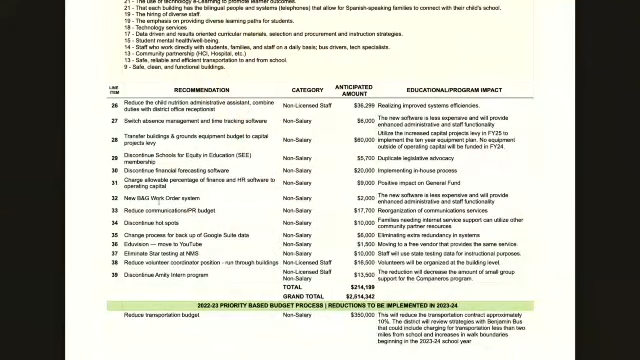 21 - The use of technology e-Learning to promote learner outcomes.
21 - That each building has the bilingual people and systems (telephones) that allow for Spanish-speaking families to connect with their child's school.
19 - The hiring of diverse staff.
19 - The emphasis on providing diverse learning paths for students.
18 - Technology services
17 - Data driven and results oriented curricular materials, selection and procurement and instruction strategies.
15 - Student mental health/well-being.
14 - Staff who work directly with students, families, and staff on a daily basis; bus drivers, tech specialists.
13 - Community partnership (HCI, Hospital, etc.)
13 - Safe, reliable and efficient transportation to and from school.
9 - Safe, clean, and functional buildings.
LINE ITEM RECOMMENDATION CATEGORY ANTICIPATED AMOUNT EDUCATIONAL/PROGRAM IMPACT
26 Reduce the child nutrition administrative assistant, combine duties with district office receptionist Non-Licensed Staff $36,299 Realizing improved systems efficiencies.
27 Switch absence management and time tracking software Non-Salary $6,000 The new software is less expensive and will provide enhanced administrative and staff functionality
28 Transfer buildings & grounds equipment budget to capital projects levy Non-Salary $60,000 Utilize the increased capital projects levy in FY25 to implement the ten year equipment plan. No equipment outside of operating capital will be funded in FY24.
29 Discontinue Schools for Equity in Education (SEE) membership Non-Salary $5,700 Duplicate legislative advocacy
30 Discontinue financial forecasting software Non-Salary $20,000 Implementing in-house process
31 Charge allowable percentage of finance and HR software to operating capital Non-Salary $9,000 Positive impact on General Fund
32 New B&G Work Order system Non-Salary $2,000 The new software is less expensive and will provide enhanced administrative and staff functionality
33 Reduce communications/PR budget Non-Salary $17,700 Reorganization of communications services
34 Discontinue hot spots Non-Salary $10,000 Families needing internet service support can utilize other community partner resources
35 Change process for back up of Google Suite data Non-Salary $6,000 Eliminating extra redundancy in systems
36 Eduvision — move to YouTube Non-Salary $1,500 Moving to a free vendor that provides the same service.
37 Eliminate Star testing at NMS Non-Salary $10,000 Staff will use state testing data for instructional purposes.
38 Reduce volunteer coordinator position - run through buildings Non-Licensed Staff $16,500 Volunteers will be organized at the building level.
39 Discontinue Amity Intern program Non-Licensed Staff Non-Salary $13,500 The reduction will decrease the amount of small group support for the Compañeros program.
TOTAL $214,199
GRAND TOTAL $2,514,342
2022-23 PRIORITY BASED BUDGET PROCESS | REDUCTIONS TO BE IMPLEMENTED IN 2023-24
Reduce transportation budget Non-Salary $350,000 This will reduce the transportation contract approximately 10%. The district will review strategies with Benjamin Bus that could include charging for transportation less than two miles from school and increases in walk boundaries beginning in the 2023-24 school year